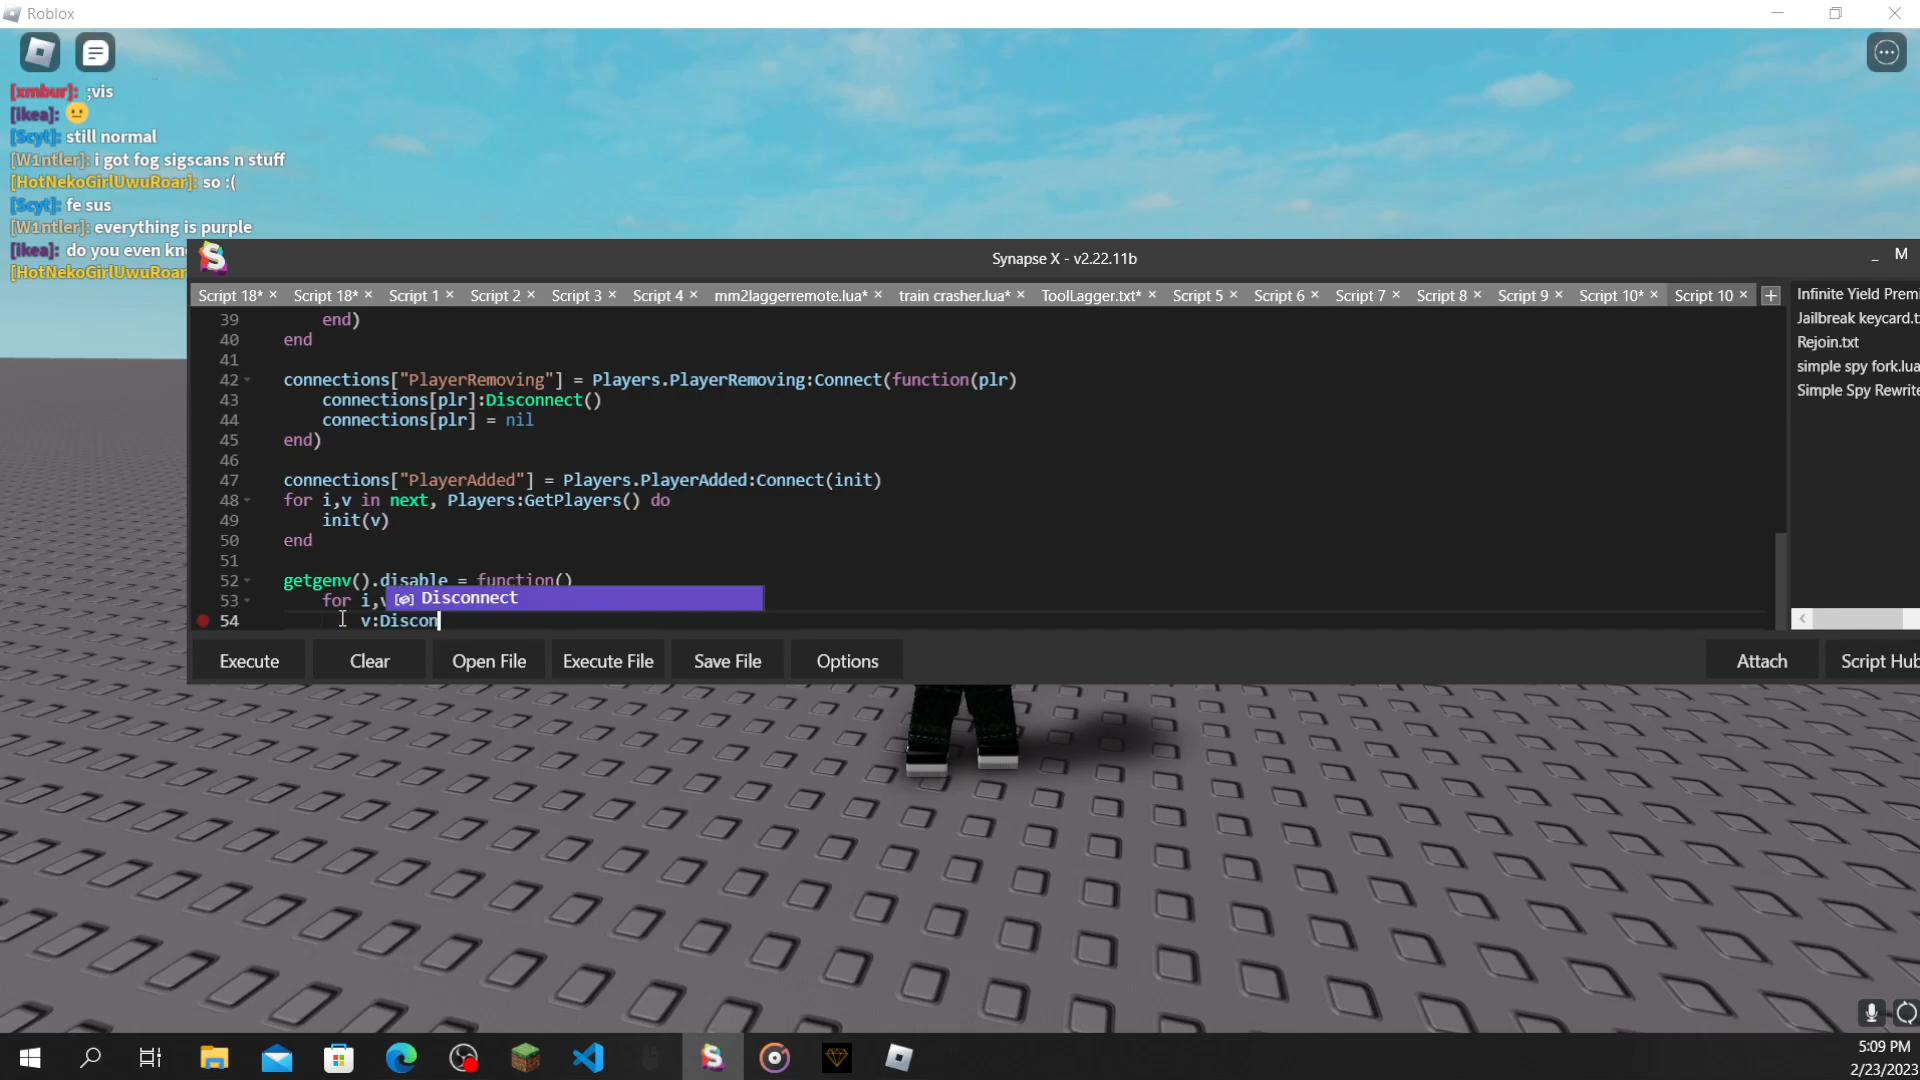 Roblox
[xmbur]: ;vis
[ikea]: 😐
[Scyt]: still normal
[W1ntler]: i got fog sigscans n stuff
[HotNekoGirlUwuRoar]: so :(
[Scyt]: fe sus
[W1ntler]: everything is purple
[ikea]: do you even kn
[HotNekoGirlUwuRoar
Synapse X - v2.22.11b
_ M
Script 18* × Script 18* × Script 1 × Script 2 × Script 3 × Script 4 × mm2laggerremote.lua* × train crasher.lua* × ToolLagger.txt* × Script 5 × Script 6 × Script 7 × Script 8 × Script 9 × Script 10* × Script 10 × +
39 end)
40 end
41
42 connections["PlayerRemoving"] = Players.PlayerRemoving:Connect(function(plr)
43 connections[plr]:Disconnect()
44 connections[plr] = nil
45 end)
46
47 connections["PlayerAdded"] = Players.PlayerAdded:Connect(init)
48 for i,v in next, Players:GetPlayers() do
49 init(v)
50 end
51
52 getgenv().disable = function()
53 for i,v
Disconnect
54 v:Discon
Infinite Yield Premi
Jailbreak keycard.t
Rejoin.txt
simple spy fork.lua
Simple Spy Rewrite
Execute Clear Open File Execute File Save File Options Attach Script Hub
5:09 PM
2/23/2023